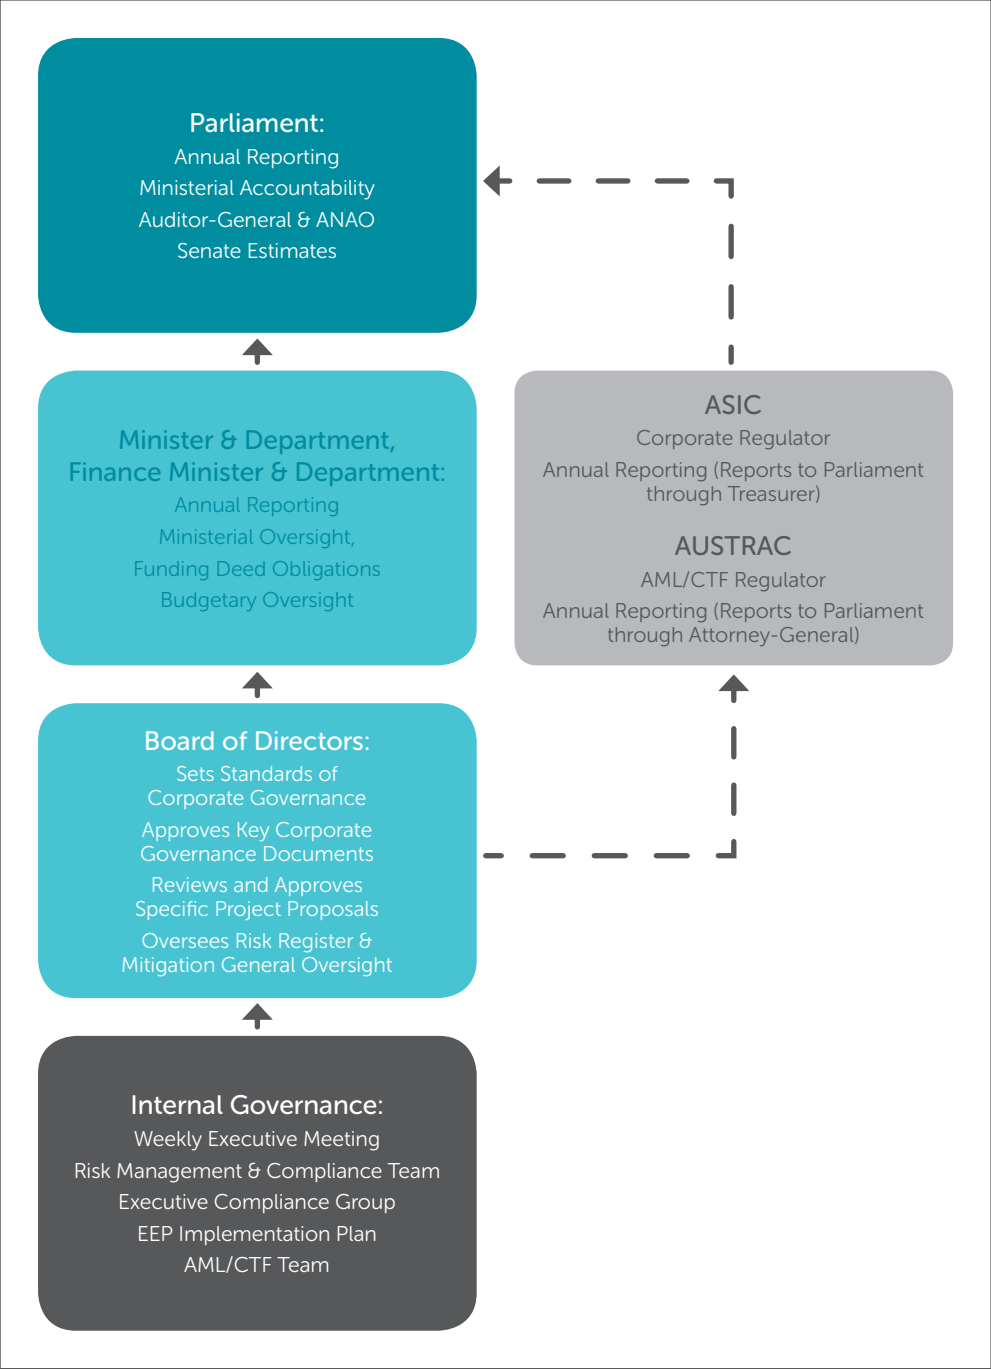 Parliament:
Annual Reporting
Ministerial Accountability
Auditor-General & ANAO
Senate Estimates
Minister & Department,
Finance Minister & Department:
Annual Reporting
Ministerial Oversight,
Funding Deed Obligations
Budgetary Oversight
ASIC
Corporate Regulator
Annual Reporting (Reports to Parliament
through Treasurer)
AUSTRAC
AML/CTF Regulator
Annual Reporting (Reports to Parliament
through Attorney-General)
Board of Directors:
Sets Standards of
Corporate Governance
Approves Key Corporate
Governance Documents
Reviews and Approves
Specific Project Proposals
Oversees Risk Register &
Mitigation General Oversight
Internal Governance:
Weekly Executive Meeting
Risk Management & Compliance Team
Executive Compliance Group
EEP Implementation Plan
AML/CTF Team